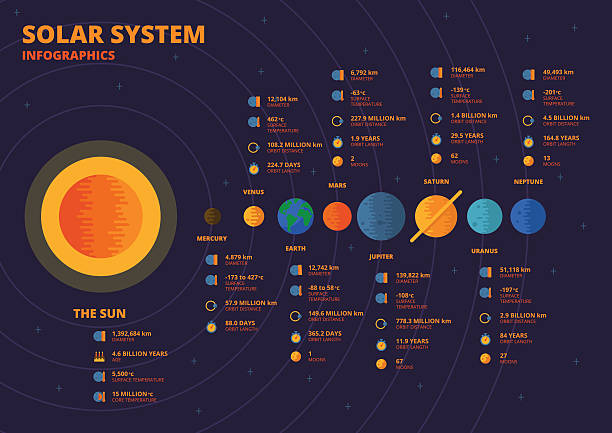 SOLAR SYSTEM
INFOGRAPHICS
THE SUN
1,392,684 km
DIAMETER
4.6 BILLION YEARS
AGE
5,500°c
SURFACE TEMPERATURE
15 MILLION°c
CORE TEMPERATURE
MERCURY
4.879 km
DIAMETER
-173 to 427°c
SURFACE
TEMPERATURE
57.9 MILLION km
ORBIT DISTANCE
88.0 DAYS
ORBIT LENGTH
12,104 km
DIAMETER
462°c
SURFACE
TEMPERATURE
108.2 MILLION km
ORBIT DISTANCE
224.7 DAYS
ORBIT LENGTH
VENUS
EARTH
12,742 km
DIAMETER
-88 to 58°c
SURFACE
TEMPERATURE
149.6 MILLION km
ORBIT DISTANCE
365.2 DAYS
ORBIT LENGTH
1
MOONS
6,792 km
DIAMETER
-63°c
SURFACE
TEMPERATURE
227.9 MILLION km
ORBIT DISTANCE
1.9 YEARS
ORBIT LENGTH
2
MOONS
MARS
JUPITER
139,822 km
DIAMETER
-108°c
SURFACE
TEMPERATURE
778.3 MILLION km
ORBIT DISTANCE
11.9 YEARS
ORBIT LENGTH
67
MOONS
116,464 km
DIAMETER
-139°c
SURFACE
TEMPERATURE
1.4 BILLION km
ORBIT DISTANCE
29.5 YEARS
ORBIT LENGTH
62
MOONS
SATURN
URANUS
51,118 km
DIAMETER
-197°c
SURFACE
TEMPERATURE
2.9 BILLION km
ORBIT DISTANCE
84 YEARS
ORBIT LENGTH
27
MOONS
49,493 km
DIAMETER
-201°c
SURFACE
TEMPERATURE
4.5 BILLION km
ORBIT DISTANCE
164.8 YEARS
ORBIT LENGTH
13
MOONS
NEPTUNE